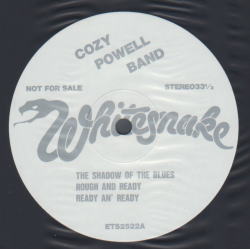 COZY
POWELL
BAND
NOT FOR SALE
STEREO33⅓
Whitesnake
THE SHADOW OF THE BLUES
ROUGH AND READY
READY AN' READY
ETS2522A